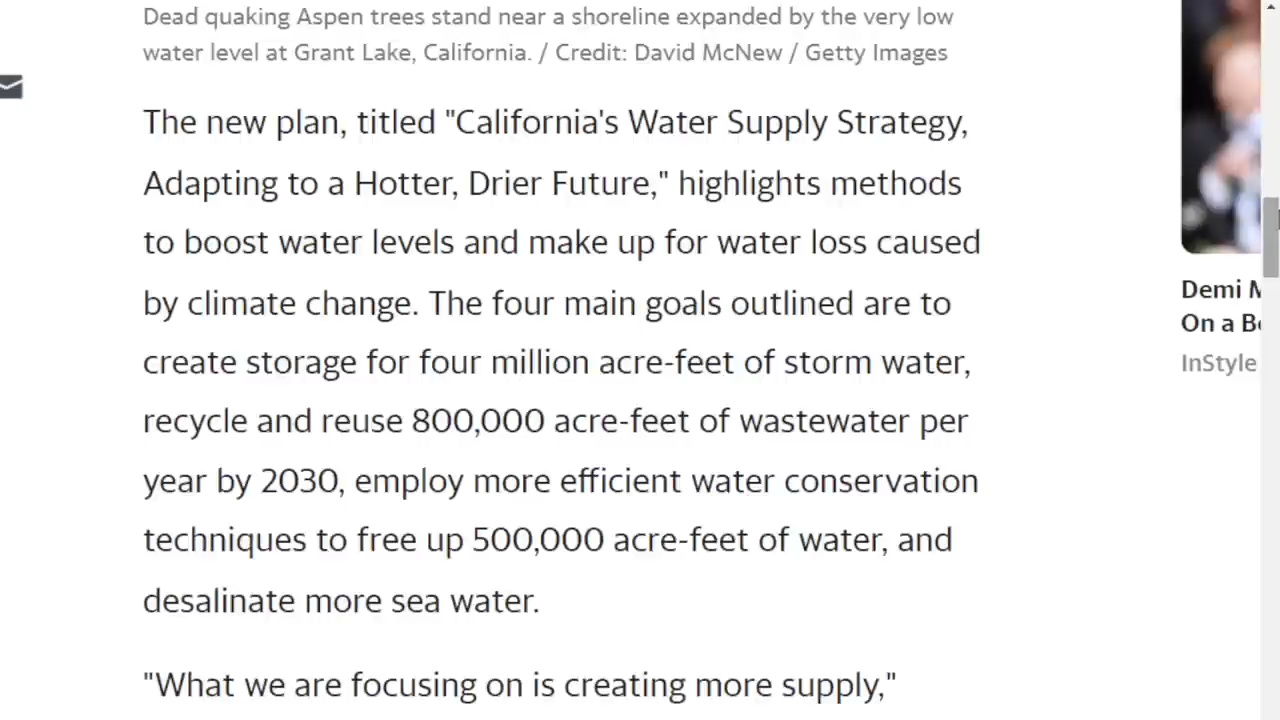 Dead quaking Aspen trees stand near a shoreline expanded by the very low
water level at Grant Lake, California. / Credit: David McNew / Getty Images
The new plan, titled "California's Water Supply Strategy,
Adapting to a Hotter, Drier Future," highlights methods
to boost water levels and make up for water loss caused
by climate change. The four main goals outlined are to
create storage for four million acre-feet of storm water,
recycle and reuse 800,000 acre-feet of wastewater per
year by 2030, employ more efficient water conservation
techniques to free up 500,000 acre-feet of water, and
desalinate more sea water.
"What we are focusing on is creating more supply,"
Demi
On a
InStyle